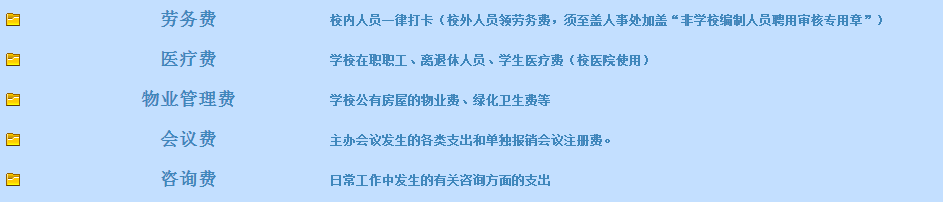 劳务费 校内人员一律打卡（校外人员领劳务费，须至盖人事处加盖“非学校编制人员聘用审核专用章”）
医疗费 学校在职职工、离退休人员、学生医疗费（校医院使用）
物业管理费 学校公有房屋的物业费、绿化卫生费等
会议费 主办会议发生的各类支出和单独报销会议注册费。
咨询费 日常工作中发生的有关咨询方面的支出